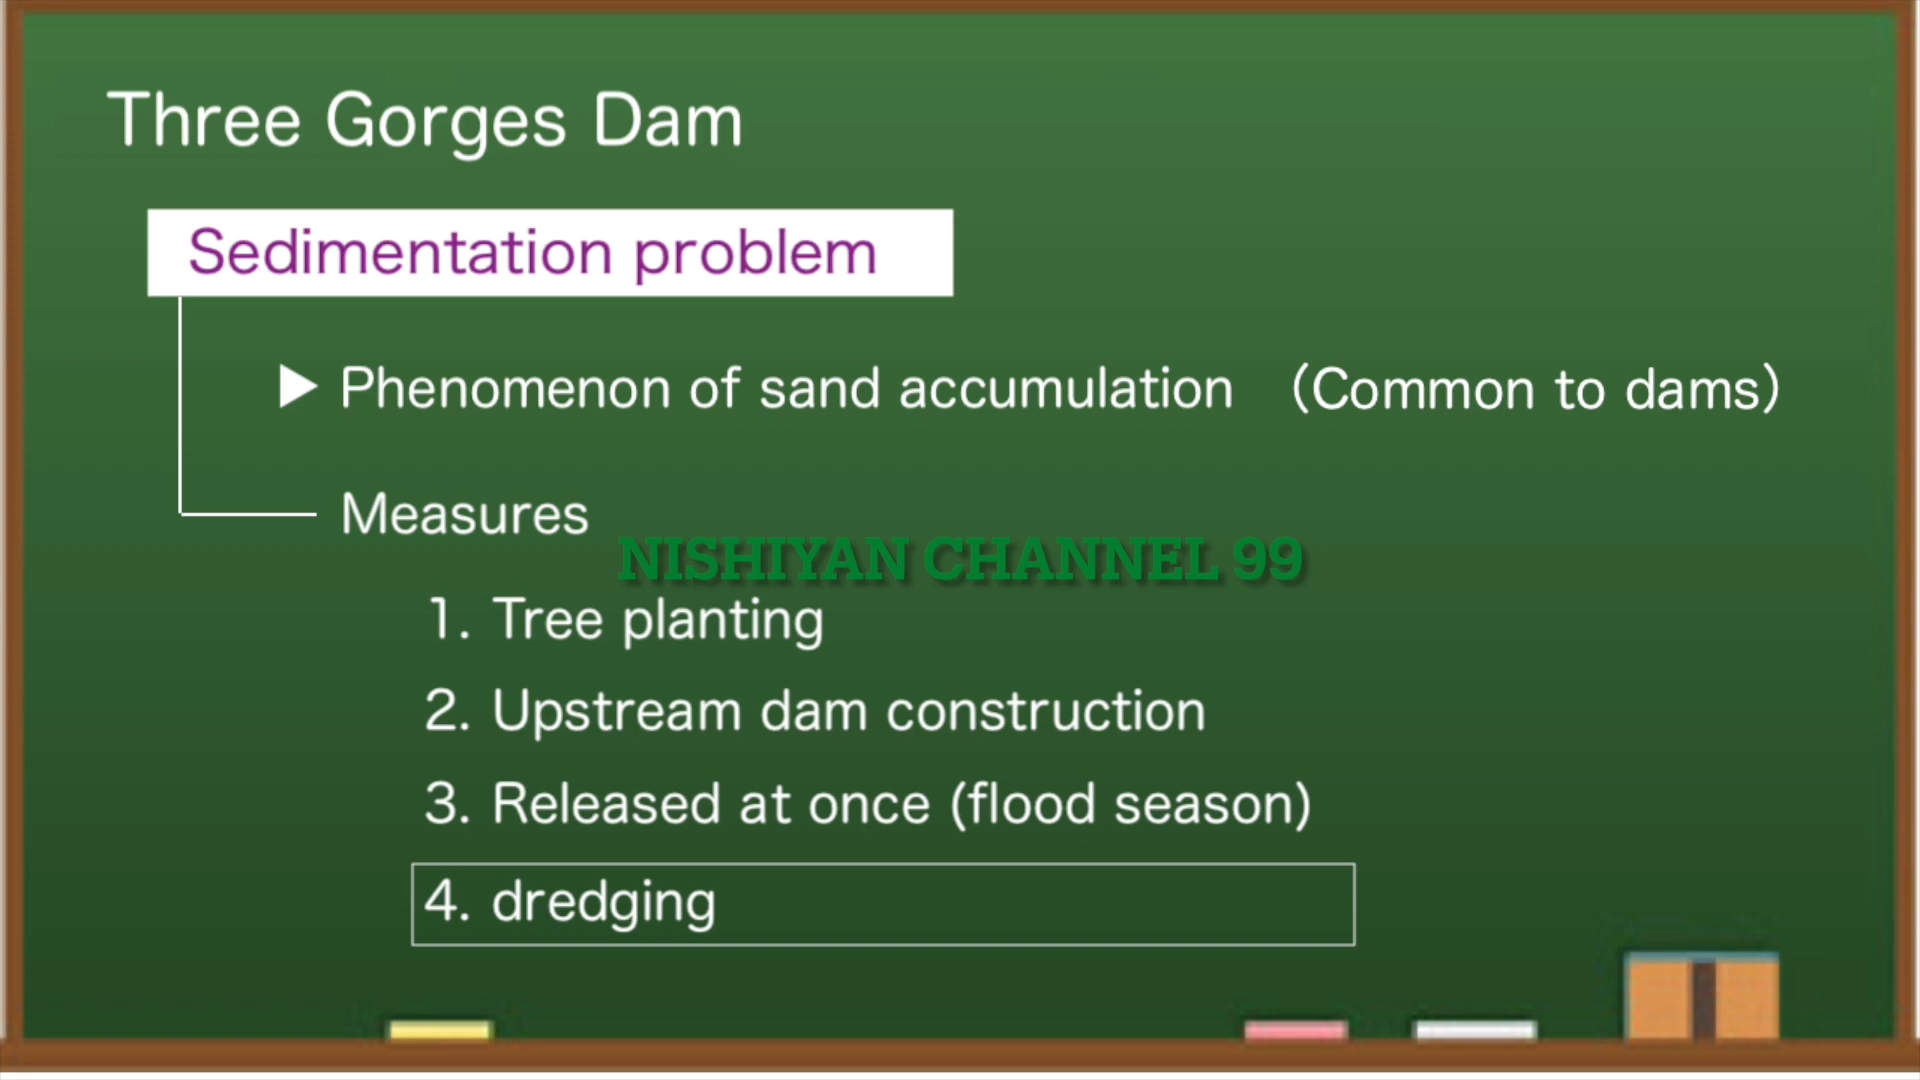 Three Gorges Dam
Sedimentation problem
▶ Phenomenon of sand accumulation （Common to dams）
Measures
NISHIYAN CHANNEL 99
1. Tree planting
2. Upstream dam construction
3. Released at once (flood season)
4. dredging